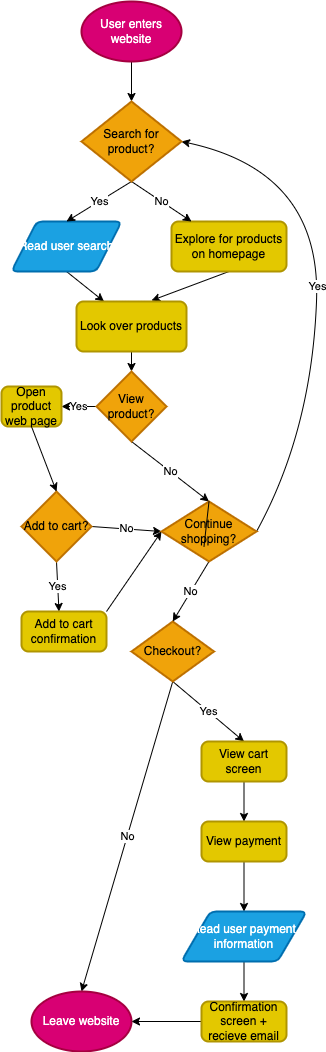 User enters
website
Search for
product?
Yes
No
Read user search
Explore for products
on homepage
Yes
Look over products
Open
product
web page
Yes
View
product?
No
Add to cart?
No
Continue
shopping?
Yes
No
Add to cart
confirmation
Checkout?
Yes
View cart
screen
No
View payment
Read user payment
information
Confirmation
screen +
recieve email
Leave website